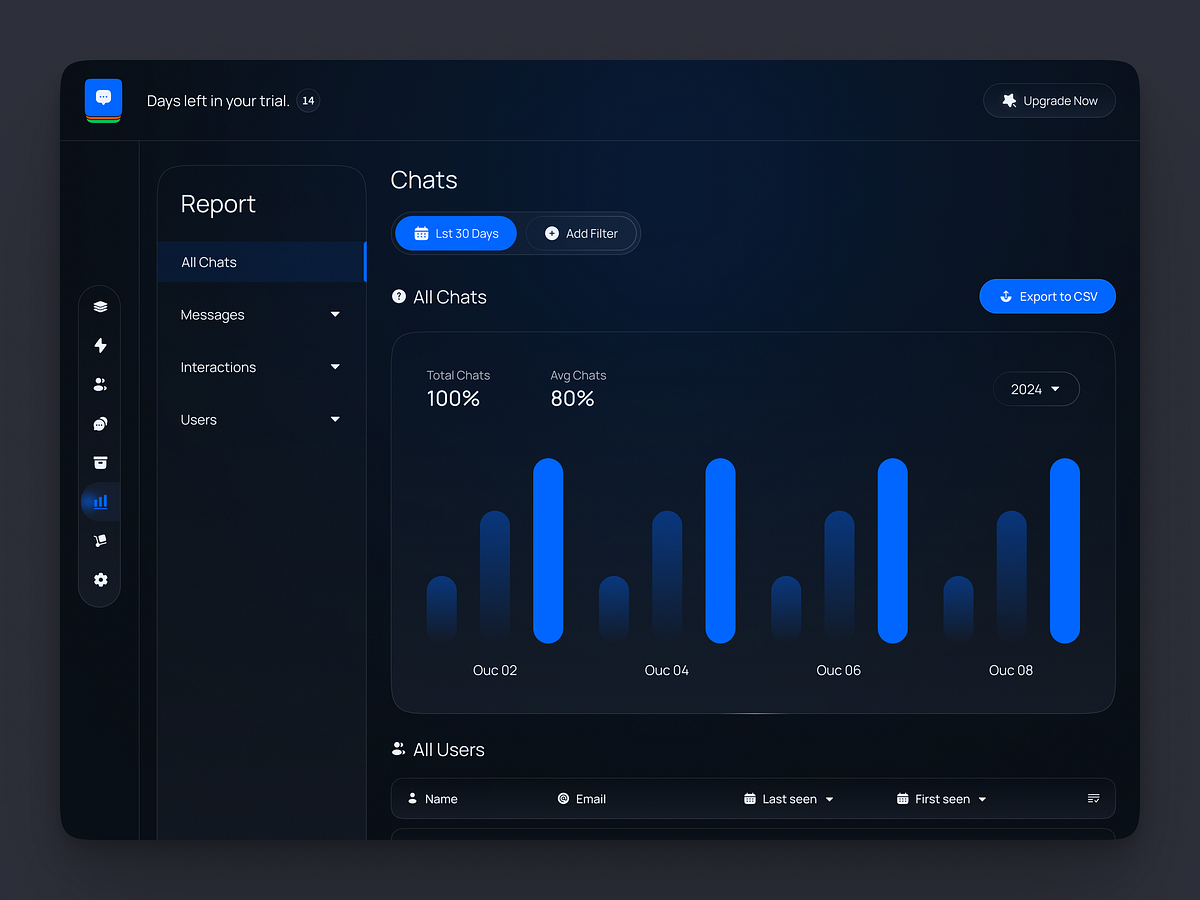 Days left in your trial. 14
Upgrade Now
Report
All Chats
Messages
Interactions
Users
Chats
Lst 30 Days
Add Filter
All Chats
Export to CSV
Total Chats
100%
Avg Chats
80%
2024
Ouc 02
Ouc 04
Ouc 06
Ouc 08
All Users
Name
Email
Last seen
First seen